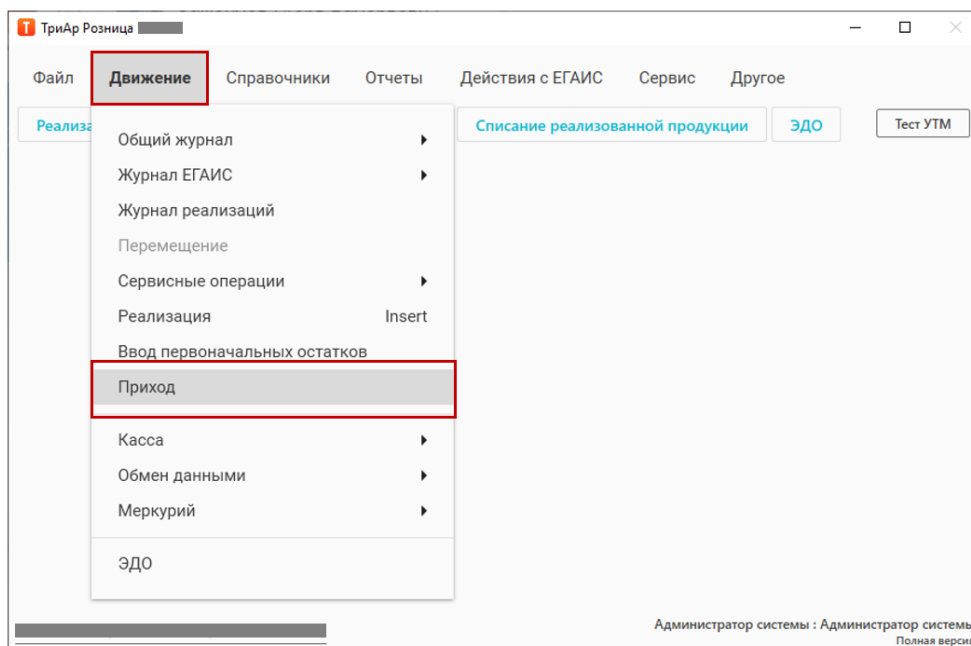 ТриАр Розница
Файл Движение Справочники Отчеты Действия с ЕГАИС Сервис Другое
Списание реализованной продукции ЭДО Тест УТМ
Общий журнал
Журнал ЕГАИС
Журнал реализаций
Перемещение
Сервисные операции
Реализация Insert
Ввод первоначальных остатков
Приход
Касса
Обмен данными
Меркурий
ЭДО
Администратор системы : Администратор системы
Полная версия